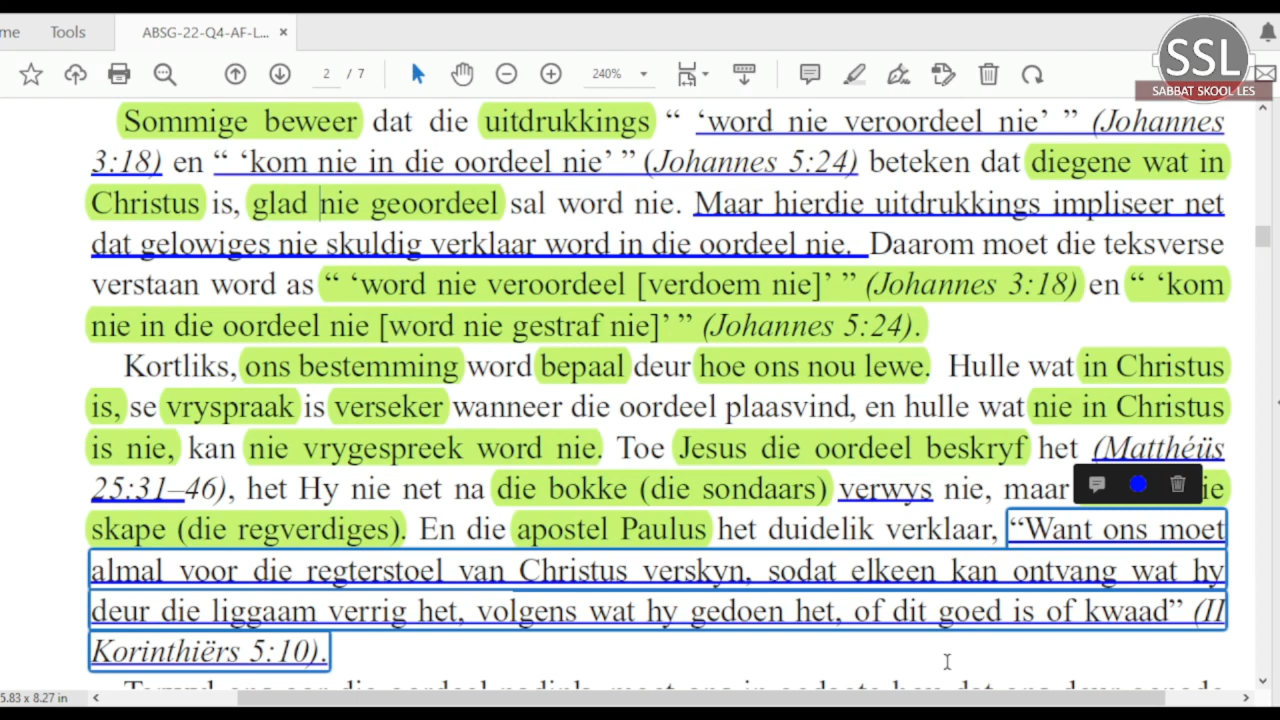 me Tools ABSG-22-Q4-AF-L... ×
SSL
SABBAT SKOOL LES
2 / 7 240%
Sommige beweer dat die uitdrukkings “ ‘word nie veroordeel nie’ ” (Johannes
3:18) en “ ‘kom nie in die oordeel nie’ ” (Johannes 5:24) beteken dat diegene wat in
Christus is, glad nie geoordeel sal word nie. Maar hierdie uitdrukkings impliseer net
dat gelowiges nie skuldig verklaar word in die oordeel nie. Daarom moet die teksverse
verstaan word as “ ‘word nie veroordeel [verdoem nie]’ ” (Johannes 3:18) en “ ‘kom
nie in die oordeel nie [word nie gestraf nie]’ ” (Johannes 5:24).
Kortliks, ons bestemming word bepaal deur hoe ons nou lewe. Hulle wat in Christus
is, se vryspraak is verseker wanneer die oordeel plaasvind, en hulle wat nie in Christus
is nie, kan nie vrygespreek word nie. Toe Jesus die oordeel beskryf het (Matthéüs
25:31–46), het Hy nie net na die bokke (die sondaars) verwys nie, maar
skape (die regverdiges). En die apostel Paulus het duidelik verklaar, “Want ons moet
almal voor die regterstoel van Christus verskyn, sodat elkeen kan ontvang wat hy
deur die liggaam verrig het, volgens wat hy gedoen het, of dit goed is of kwaad” (II
Korinthiërs 5:10).
5.83 x 8.27 in